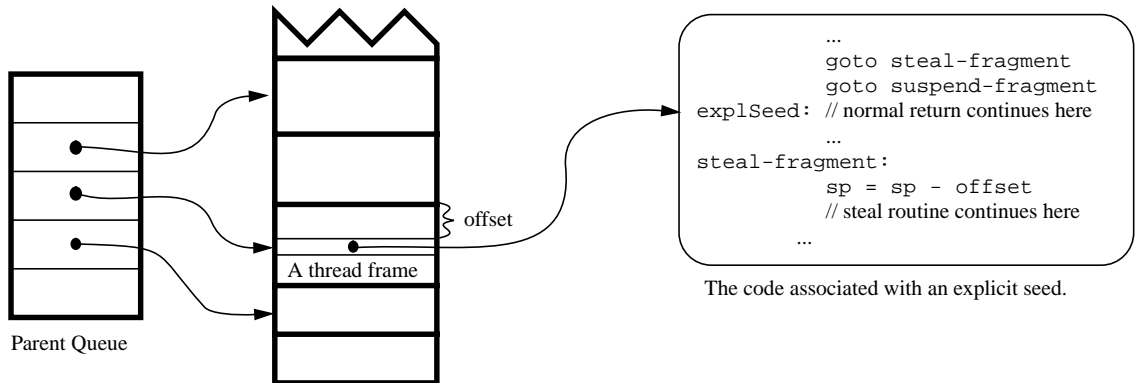 ...
goto steal-fragment
goto suspend-fragment
explSeed: // normal return continues here
...
steal-fragment:
sp = sp - offset
// steal routine continues here
...
offset
A thread frame
The code associated with an explicit seed.
Parent Queue